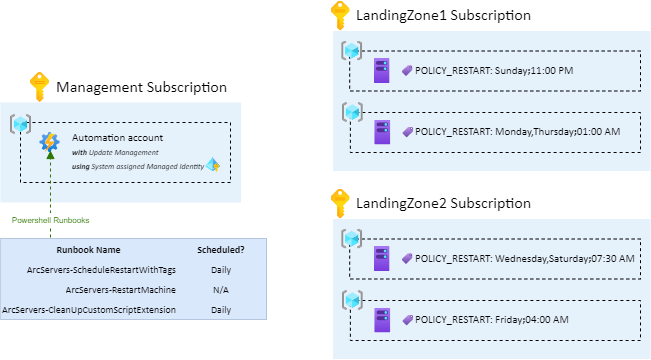 Management Subscription
Automation account
with Update Management
using System assigned Managed Identity
Powershell Runbooks
Runbook Name Scheduled?
ArcServers-ScheduleRestartWithTags Daily
ArcServers-RestartMachine N/A
ArcServers-CleanUpCustomScriptExtension Daily
LandingZone1 Subscription
POLICY_RESTART: Sunday;11:00 PM
POLICY_RESTART: Monday,Thursday;01:00 AM
LandingZone2 Subscription
POLICY_RESTART: Wednesday,Saturday;07:30 AM
POLICY_RESTART: Friday;04:00 AM